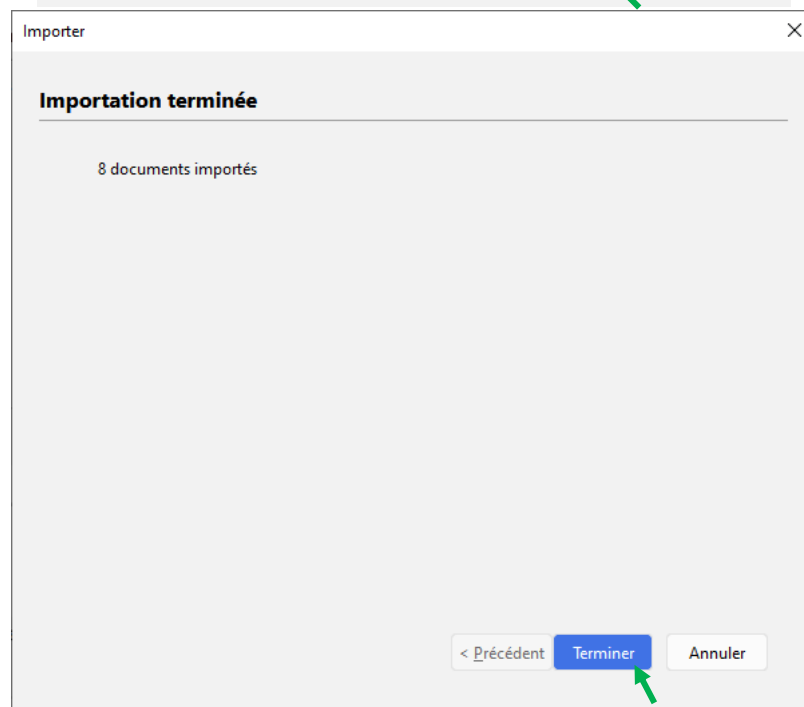 Importer
Importation terminée
8 documents importés
< Précédent Terminer Annuler